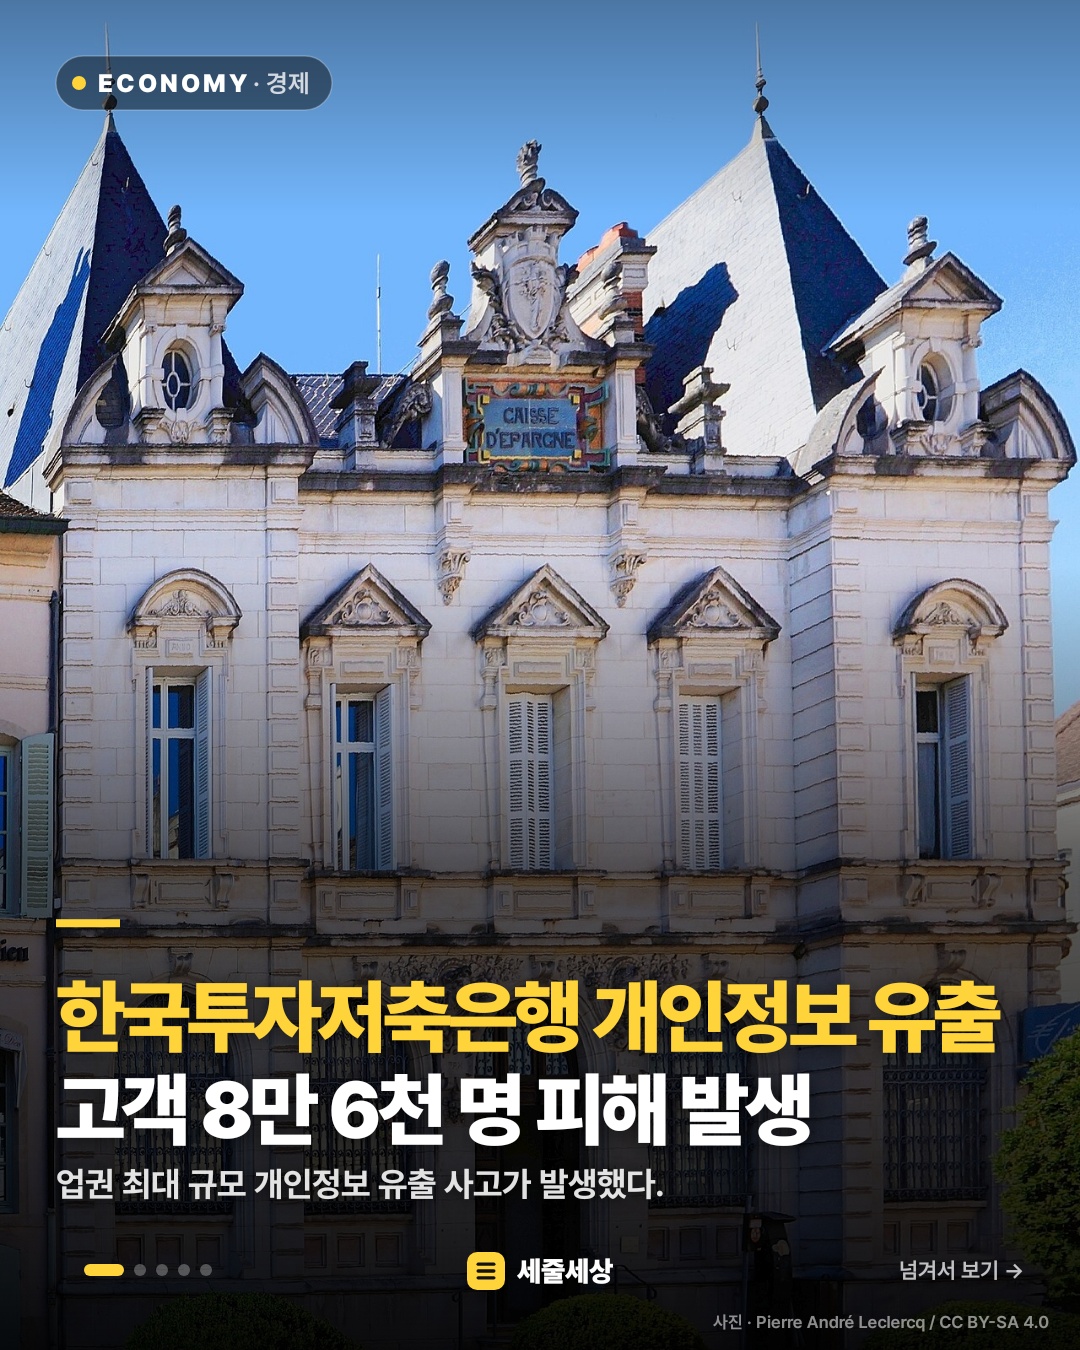 ECONOMY · 경제
CAISSE
D'EPARGNE
한국투자저축은행 개인정보 유출
고객 8만 6천 명 피해 발생
업권 최대 규모 개인정보 유출 사고가 발생했다.
세줄세상
넘겨서 보기 →
사진 · Pierre André Leclercq / CC BY-SA 4.0